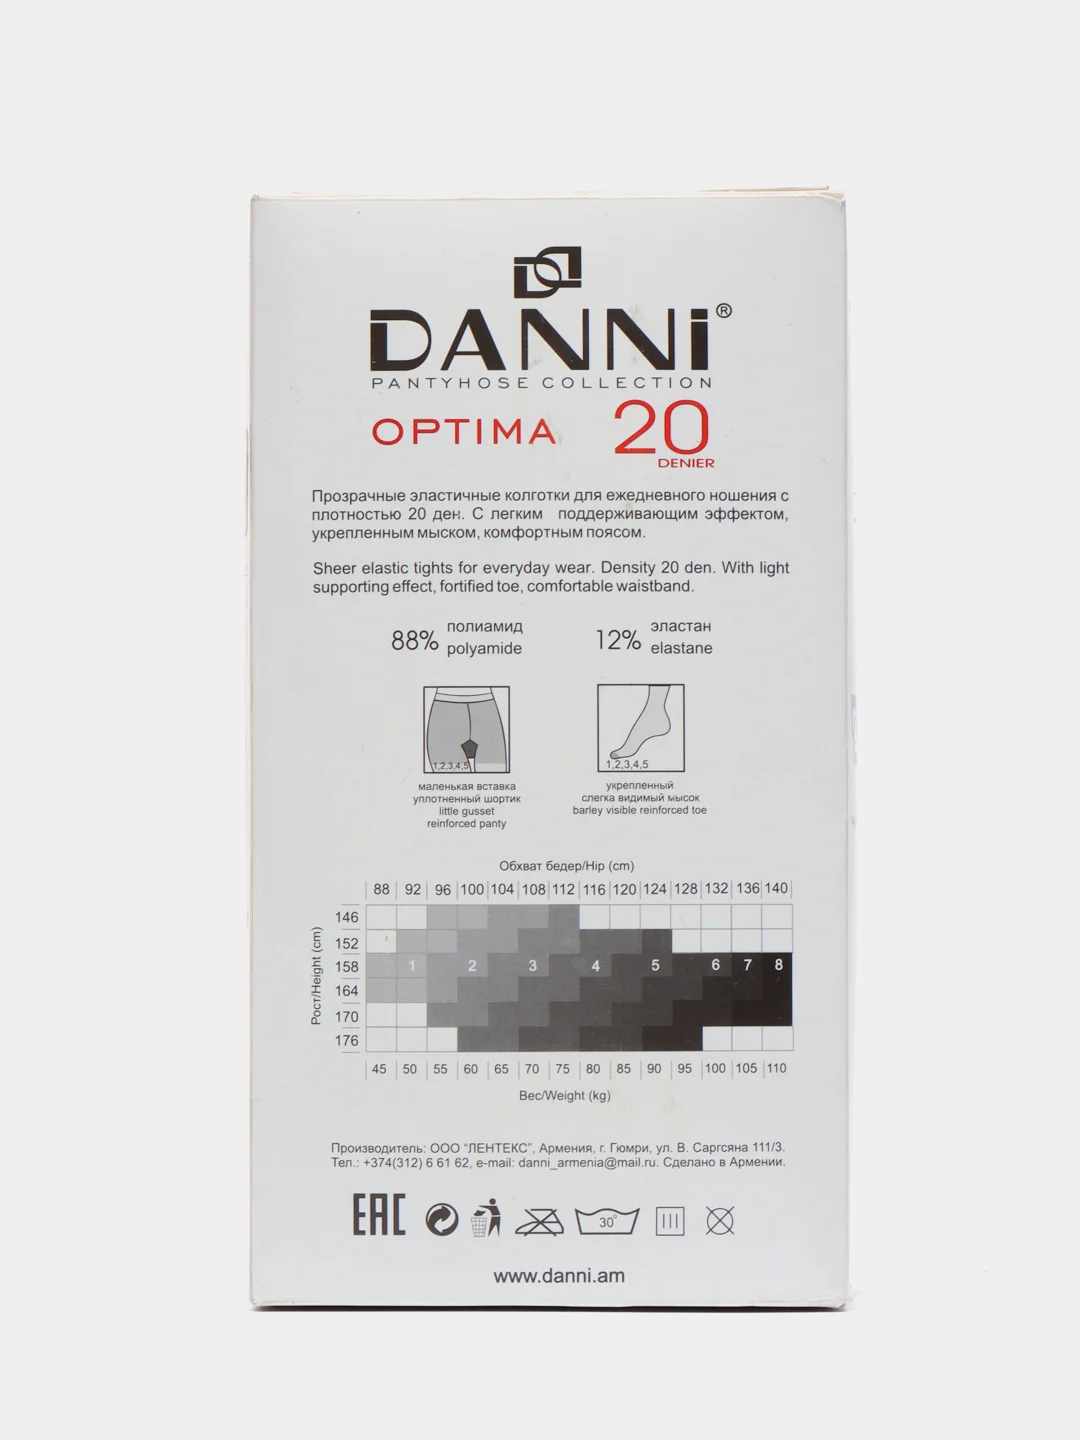 DANNi®
PANTYHOSE COLLECTION
OPTIMA 20
DENIER
Прозрачные эластичные колготки для ежедневного ношения с
плотностью 20 ден. С легким поддерживающим эффектом,
укрепленным мыском, комфортным поясом.
Sheer elastic tights for everyday wear. Density 20 den. With light
supporting effect, fortified toe, comfortable waistband.
88% полиамид 12% эластан
polyamide elastane
1,2,3,4,5 1,2,3,4,5
маленькая вставка
уплотненный шортик
little gusset
reinforced panty
укрепленный
слегка видимый мысок
barley visible reinforced toe
Обхват бедер/Hip (cm)
88 92 96 100 104 108 112 116 120 124 128 132 136 140
Рост/Height (cm)
146
152
158 1 2 3 4 5 6 7 8
164
170
176
45 50 55 60 65 70 75 80 85 90 95 100 105 110
Вес/Weight (kg)
Производитель: ООО "ЛЕНТЕКС", Армения, г. Гюмри, ул. В. Саргсяна 111/3.
Тел.: +374(312) 6 61 62, e-mail: danni_armenia@mail.ru. Сделано в Армении.
EAC 30°
www.danni.am